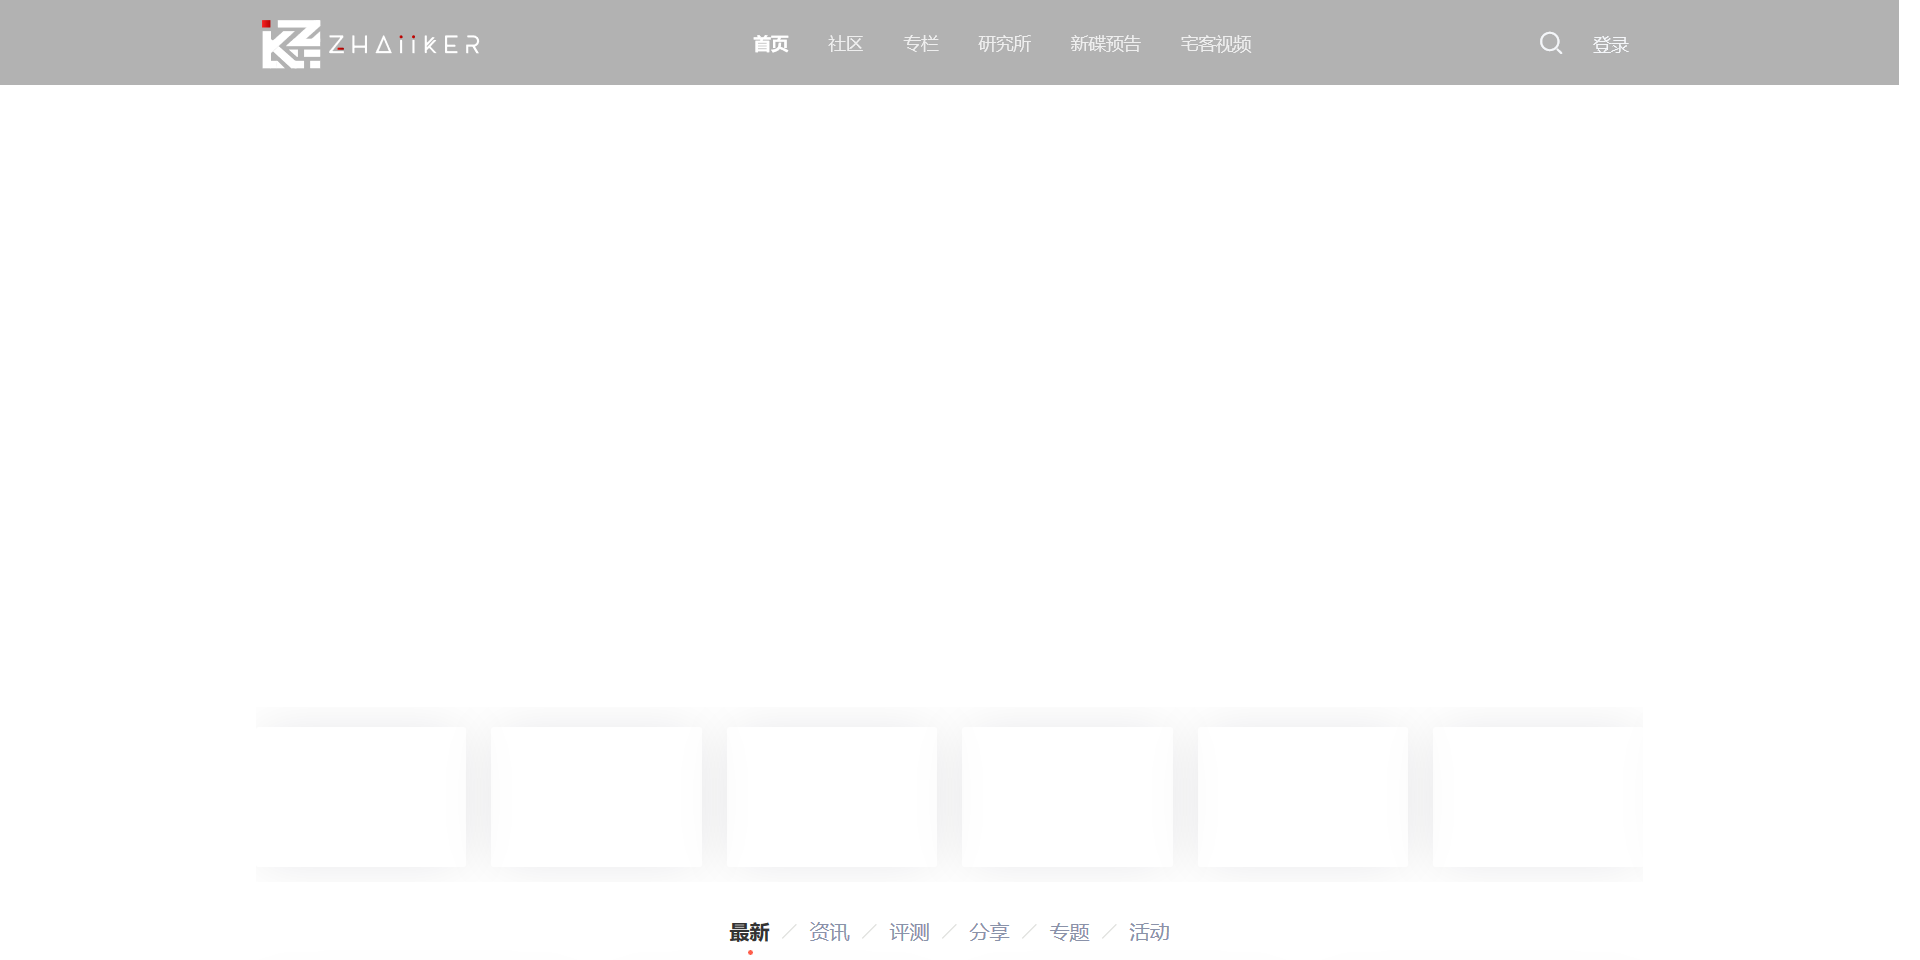 ZHAIIKER
首页 社区 专栏 研究所 新碟预告 宅客视频
登录
最新 / 资讯 / 评测 / 分享 / 专题 / 活动